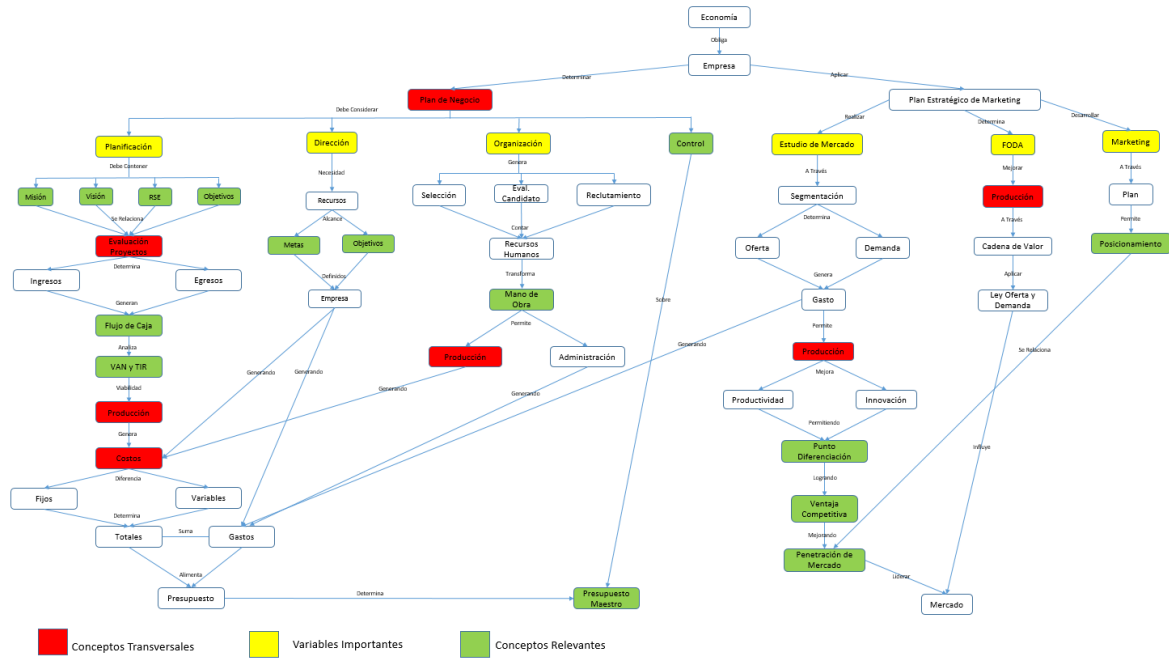 Economía
Obliga
Empresa
Determinar
Aplicar
Plan de Negocio
Plan Estratégico de Marketing
Debe Considerar
Realizar
Determina
Desarrollar
Planificación
Dirección
Organización
Control
Estudio de Mercado
FODA
Marketing
Debe Contener
Necesidad
Genera
A Través
Mejorar
A Través
Misión
Visión
RSE
Objetivos
Recursos
Selección
Eval.
Candidato
Reclutamiento
Segmentación
Producción
Plan
Se Relaciona
Alcance
Contar
Determina
A Través
Permite
Evaluación
Proyectos
Metas
Objetivos
Recursos
Humanos
Oferta
Demanda
Cadena de Valor
Posicionamiento
Determina
Definidos
Transforma
Genera
Aplicar
Ingresos
Egresos
Empresa
Mano de
Obra
Gasto
Ley Oferta y
Demanda
Generan
Sobre
Flujo de Caja
Permite
Permite
Analiza
Se Relaciona
VAN y TIR
Producción
Administración
Producción
Viabilidad
Generando
Generando
Generando
Generando
Mejora
Producción
Productividad
Innovación
Genera
Permitiendo
Costos
Punto
Diferenciación
Influye
Diferencia
Logrando
Fijos
Variables
Ventaja
Competitiva
Determina
Totales
Suma
Gastos
Mejorando
Penetración de
Mercado
Alimenta
Liderar
Presupuesto
Determina
Presupuesto
Maestro
Mercado
Conceptos Transversales
Variables Importantes
Conceptos Relevantes